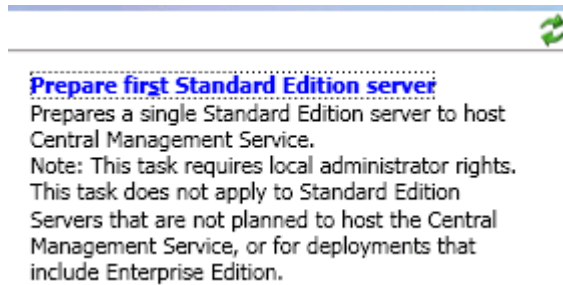 Prepare first Standard Edition server
Prepares a single Standard Edition server to host
Central Management Service.
Note: This task requires local administrator rights.
This task does not apply to Standard Edition
Servers that are not planned to host the Central
Management Service, or for deployments that
include Enterprise Edition.